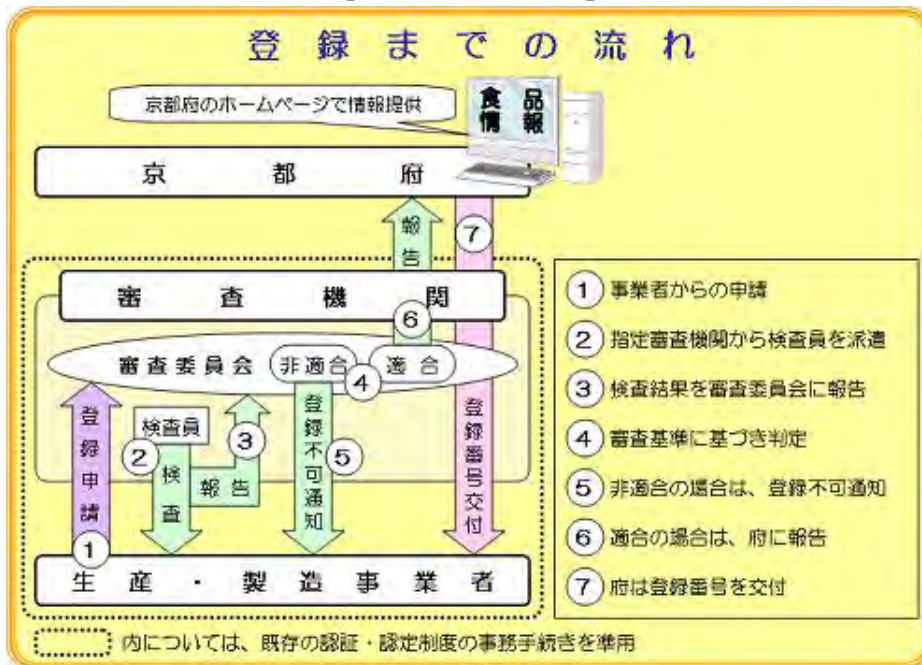 登録までの流れ
京都府のホームページで情報提供
食品
情報
京都府
報告
7
審査機関
6
審査委員会
非適合
4
適合
登録申請
1
検査員
2
検査
3
報告
登録不可通知
5
登録番号交付
生産・製造事業者
1 事業者からの申請
2 指定審査機関から検査員を派遣
3 検査結果を審査委員会に報告
4 審査基準に基づき判定
5 非適合の場合は、登録不可通知
6 適合の場合は、府に報告
7 府は登録番号を交付
内については、既存の認証・認定制度の事務手続きを準用